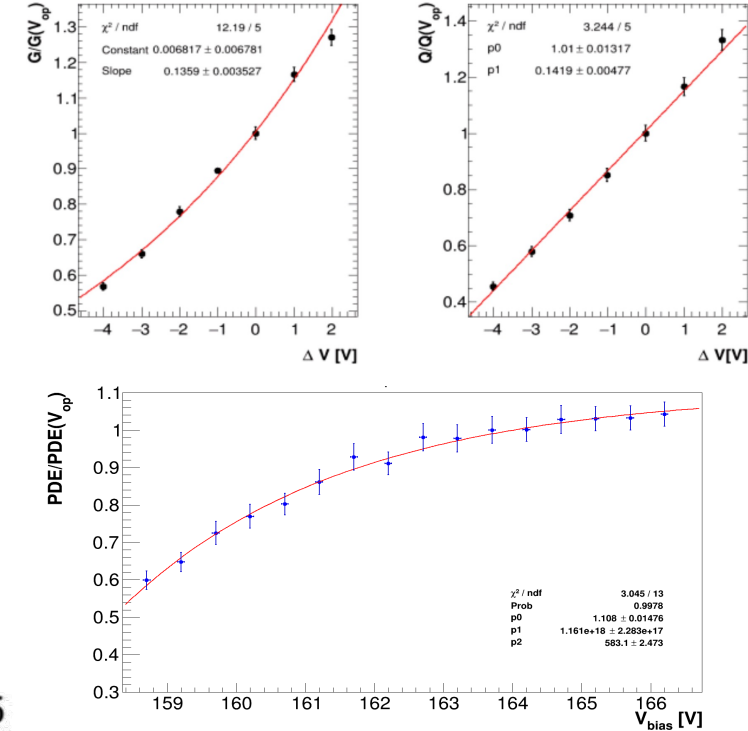 G/G(Vop)
χ² / ndf 12.19 / 5
Constant 0.006817 ± 0.006781
Slope 0.1359 ± 0.003527
1.3
1.2
1.1
1
0.9
0.8
0.7
0.6
0.5
−4 −3 −2 −1 0 1 2
Δ V [V]
Q/Q(Vop)
χ² / ndf 3.244 / 5
p0 1.01 ± 0.01317
p1 0.1419 ± 0.00477
1.4
1.2
1
0.8
0.6
0.4
−4 −3 −2 −1 0 1 2
Δ V[V]
PDE/PDE(Vop)
1.1
1
0.9
0.8
0.7
0.6
0.5
0.4
0.3
χ² / ndf 3.045 / 13
Prob 0.9978
p0 1.108 ± 0.01476
p1 1.161e+18 ± 2.283e+17
p2 583.1 ± 2.473
159 160 161 162 163 164 165 166
Vbias [V]